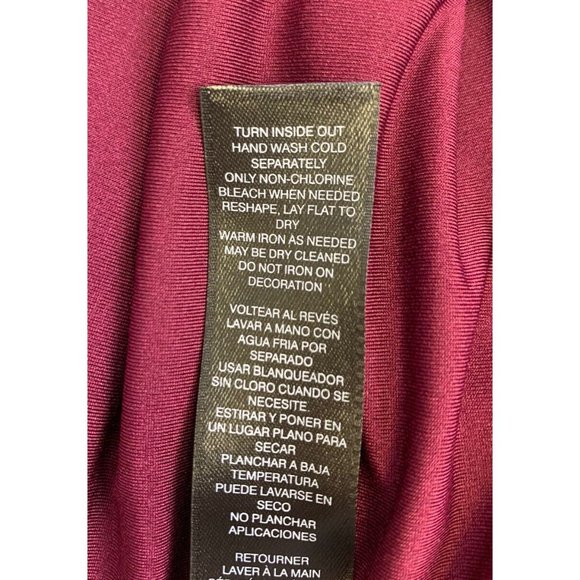 TURN INSIDE OUT
HAND WASH COLD
SEPARATELY
ONLY NON-CHLORINE
BLEACH WHEN NEEDED
RESHAPE, LAY FLAT TO
DRY
WARM IRON AS NEEDED
MAY BE DRY CLEANED
DO NOT IRON ON
DECORATION
VOLTEAR AL REVÉS
LAVAR A MANO CON
AGUA FRIA POR
SEPARADO
USAR BLANQUEADOR
SIN CLORO CUANDO SE
NECESITE
ESTIRAR Y PONER EN
UN LUGAR PLANO PARA
SECAR
PLANCHAR A BAJA
TEMPERATURA
PUEDE LAVARSE EN
SECO
NO PLANCHAR
APLICACIONES
RETOURNER
LAVER À LA MAIN